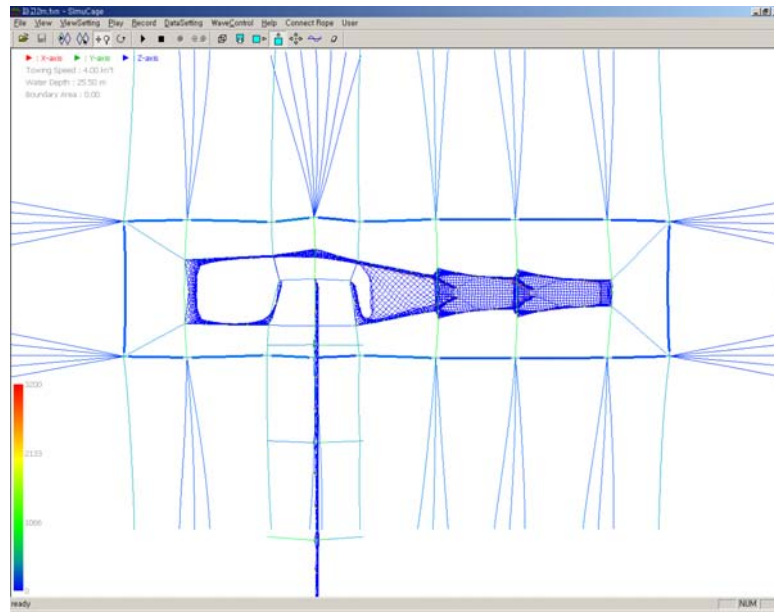 SimuCage
File View ViewSetting Play Record DataSetting WaveControl Help Connect Rope User
: X-axis : Y-axis : Z-axis
Towing Speed : 4.00 kn't
Water Depth : 25.50 m
Boundary Area : 0.00
3200
2133
1066
0
ready NUM